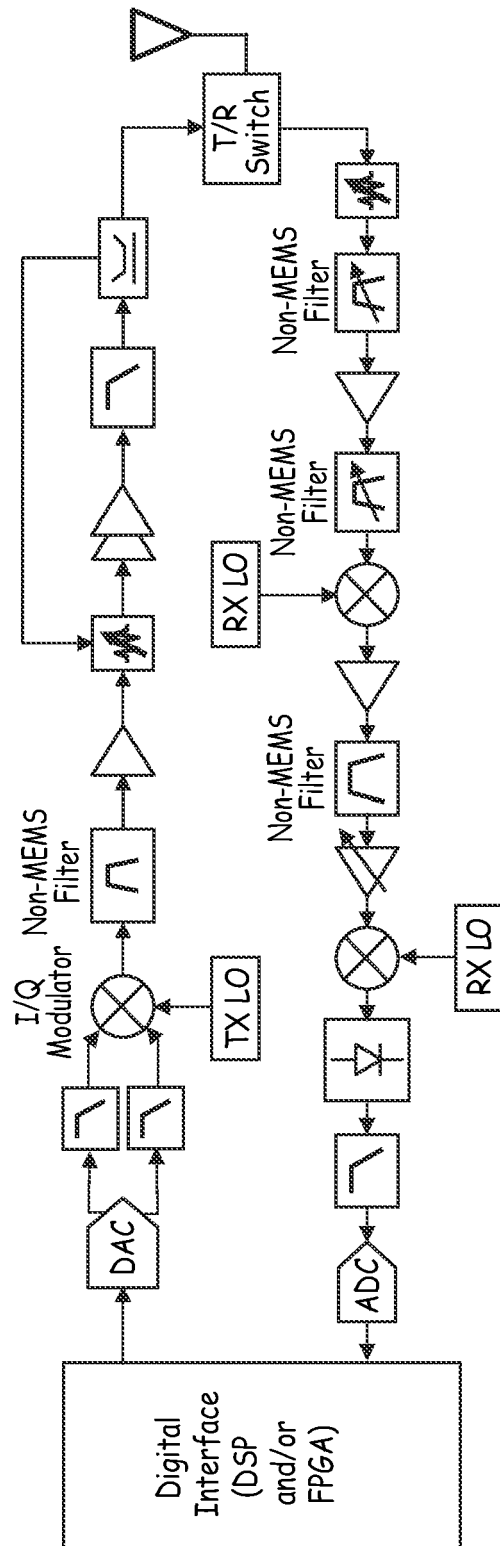 Digital
Interface
(DSP
and/or
FPGA)
DAC
I/Q
Modulator
TX LO
Non-MEMS
Filter
T/R
Switch
Non-MEMS
Filter
Non-MEMS
Filter
RX LO
Non-MEMS
Filter
RX LO
ADC